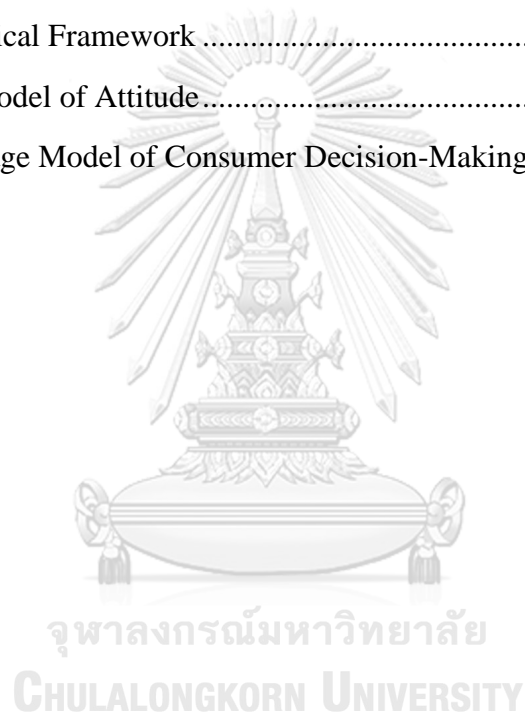 ical Framework ....................................
odel of Attitude ....................................
ge Model of Consumer Decision-Making
จุฬาลงกรณ์มหาวิทยาลัย
CHULALONGKORN UNIVERSITY